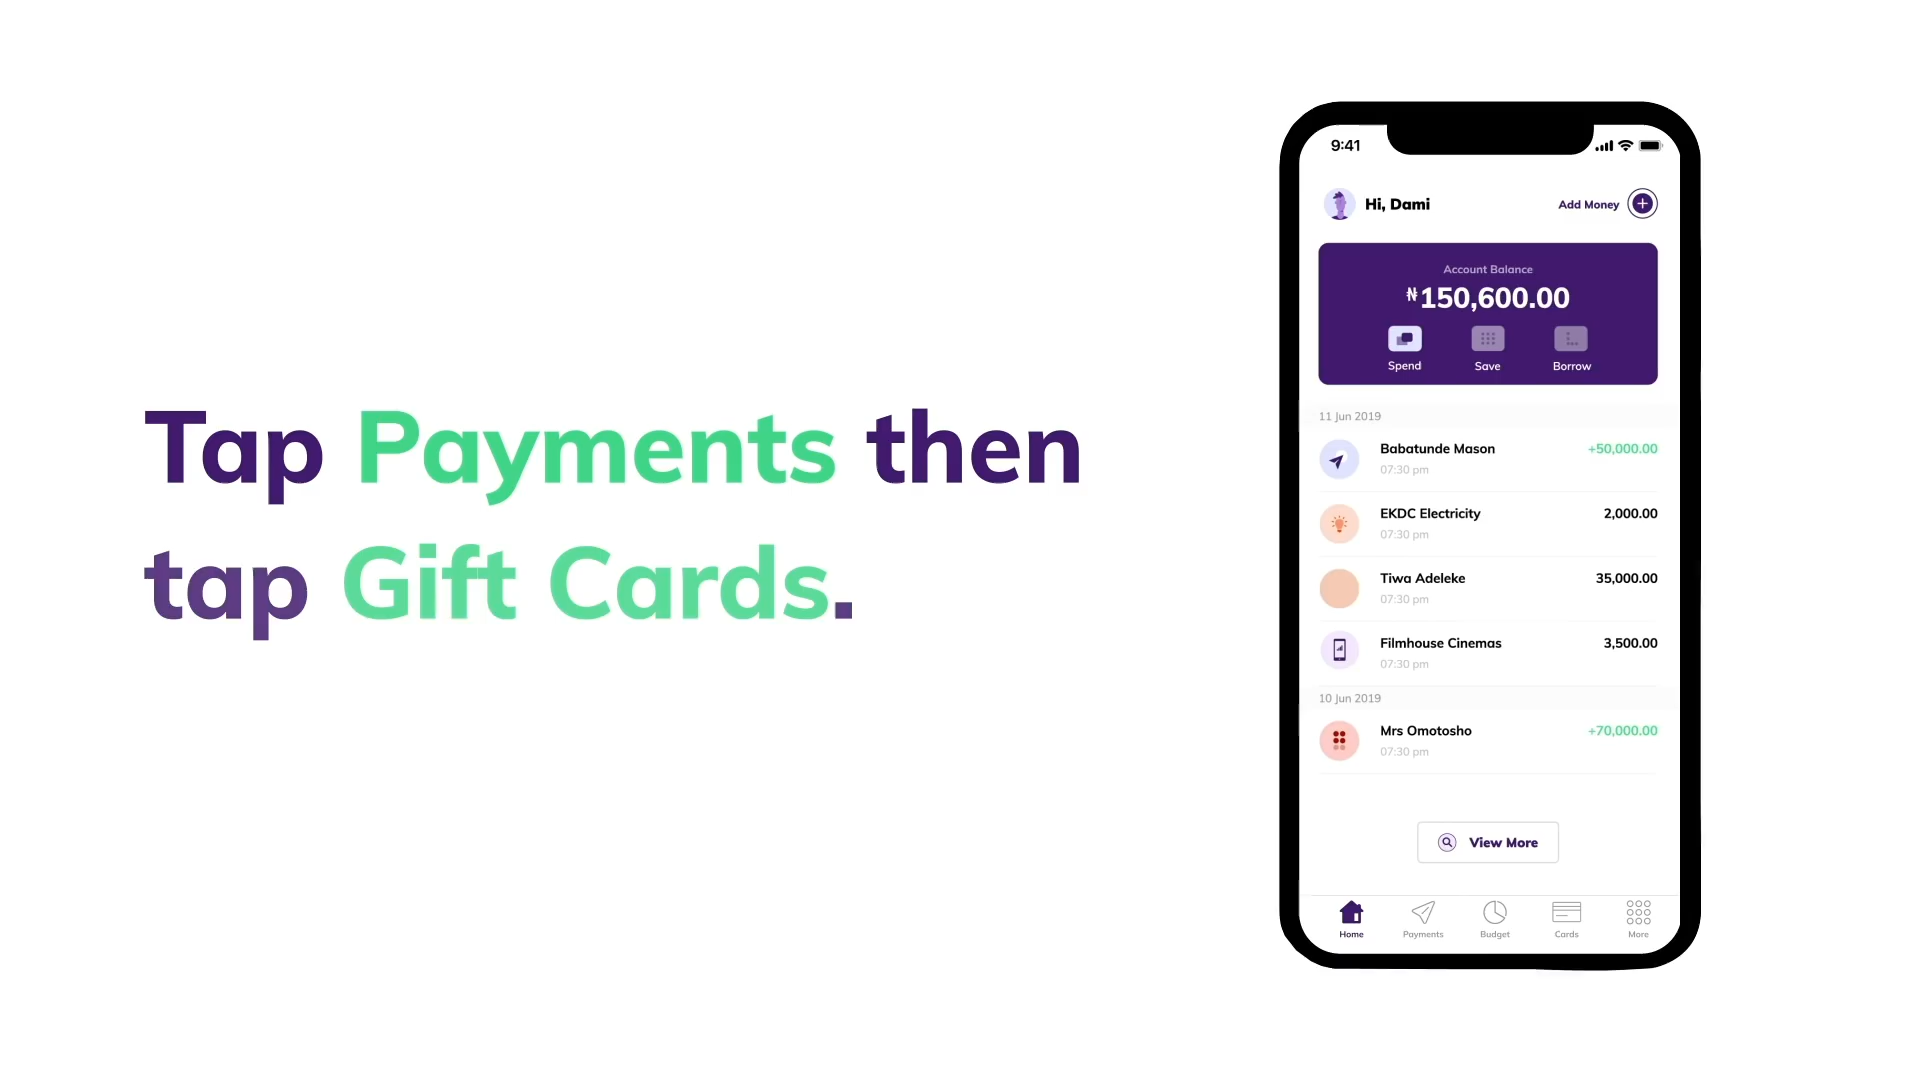 Tap Payments then
tap Gift Cards.
9:41
Hi, Dami
Add Money
Account Balance
₦150,600.00
Spend
Save
Borrow
11 Jun 2019
Babatunde Mason
+50,000.00
07:30 pm
EKDC Electricity
2,000.00
07:30 pm
Tiwa Adeleke
35,000.00
07:30 pm
Filmhouse Cinemas
3,500.00
07:30 pm
10 Jun 2019
Mrs Omotosho
+70,000.00
07:30 pm
View More
Home
Payments
Budget
Cards
More